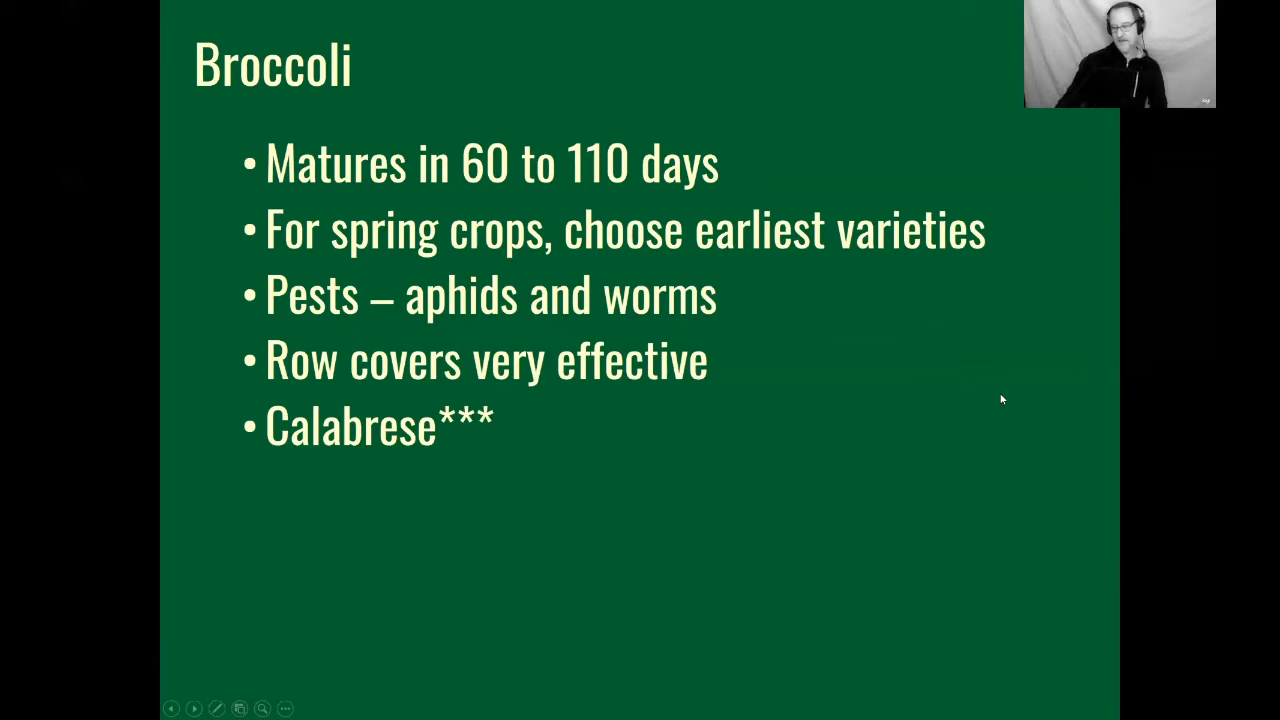 Broccoli
• Matures in 60 to 110 days
• For spring crops, choose earliest varieties
• Pests – aphids and worms
• Row covers very effective
• Calabrese***